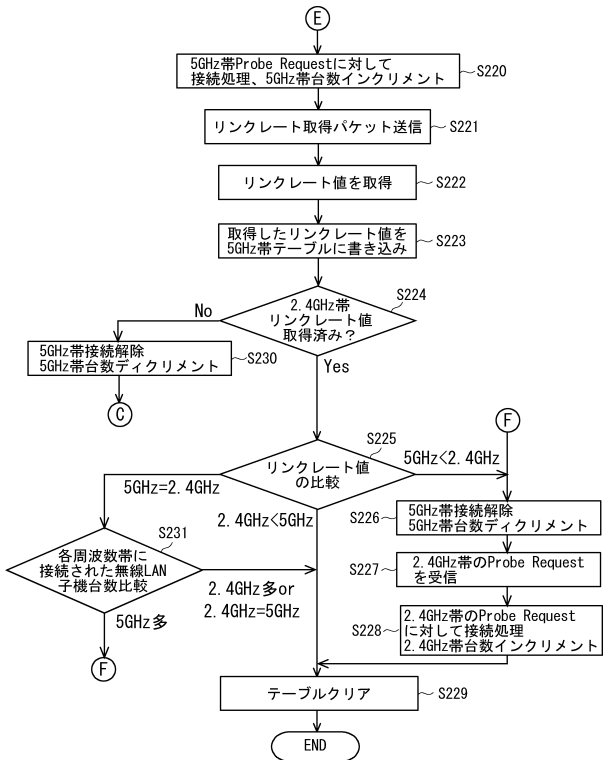 E
5GHz帯Probe Requestに対して
接続処理、5GHz帯台数インクリメント
S220
リンクレート取得パケット送信
S221
リンクレート値を取得
S222
取得したリンクレート値を
5GHz帯テーブルに書き込み
S223
2.4GHz帯
リンクレート値
取得済み？
S224
No
Yes
5GHz帯接続解除
5GHz帯台数ディクリメント
S230
C
リンクレート値
の比較
S225
5GHz=2.4GHz
2.4GHz<5GHz
5GHz<2.4GHz
F
5GHz帯接続解除
5GHz帯台数ディクリメント
S226
2.4GHz帯のProbe Request
を受信
S227
2.4GHz帯のProbe Request
に対して接続処理
2.4GHz帯台数インクリメント
S228
各周波数帯に
接続された無線LAN
子機台数比較
S231
2.4GHz多or
2.4GHz=5GHz
5GHz多
F
テーブルクリア
S229
END